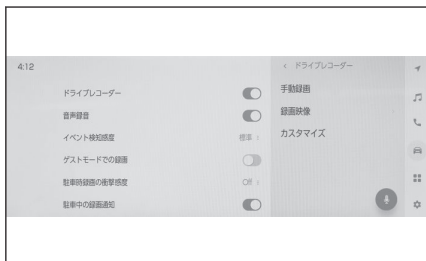 4:12
ドライブレコーダー
音声録音
イベント検知感度 標準
ゲストモードでの録画
駐車時録画の衝撃感度 Off
駐車中の録画通知
< ドライブレコーダー
手動録画
録画映像
カスタマイズ